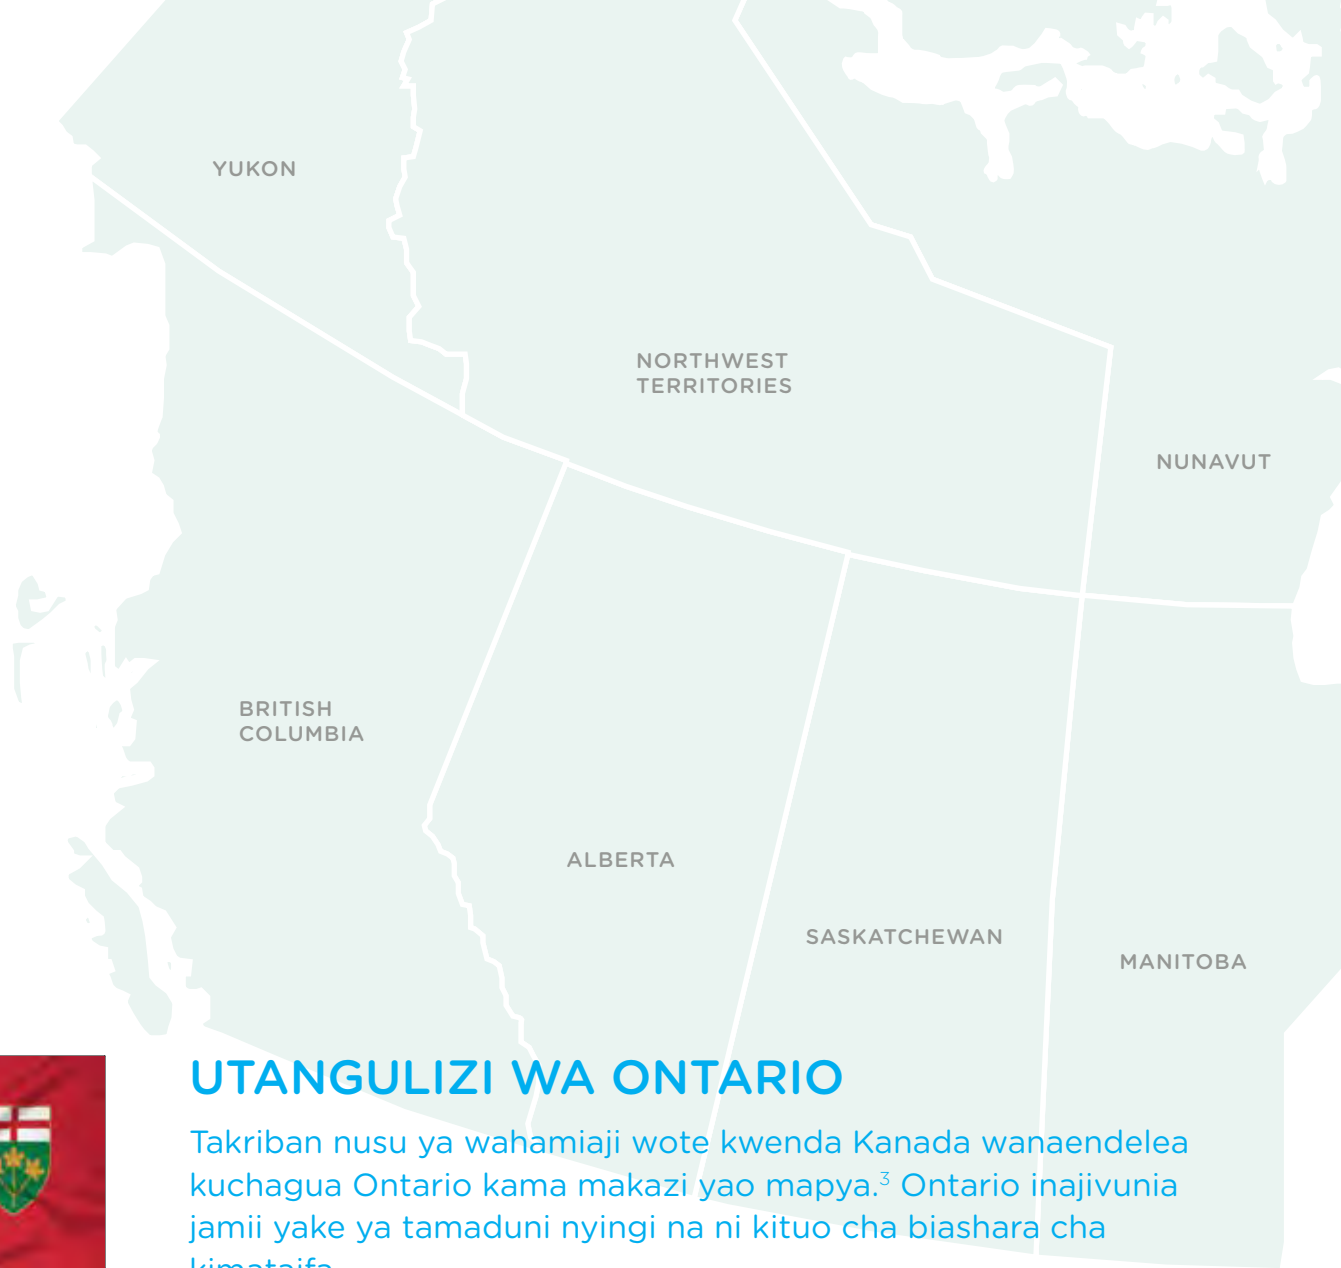 YUKON
NORTHWEST
TERRITORIES
NUNAVUT
BRITISH
COLUMBIA
ALBERTA
SASKATCHEWAN
MANITOBA
UTANGULIZI WA ONTARIO
Takriban nusu ya wahamiaji wote kwenda Kanada wanaendelea
kuchagua Ontario kama makazi yao mapya.³ Ontario inajivunia
jamii yake ya tamaduni nyingi na ni kituo cha biashara cha
kimataifa